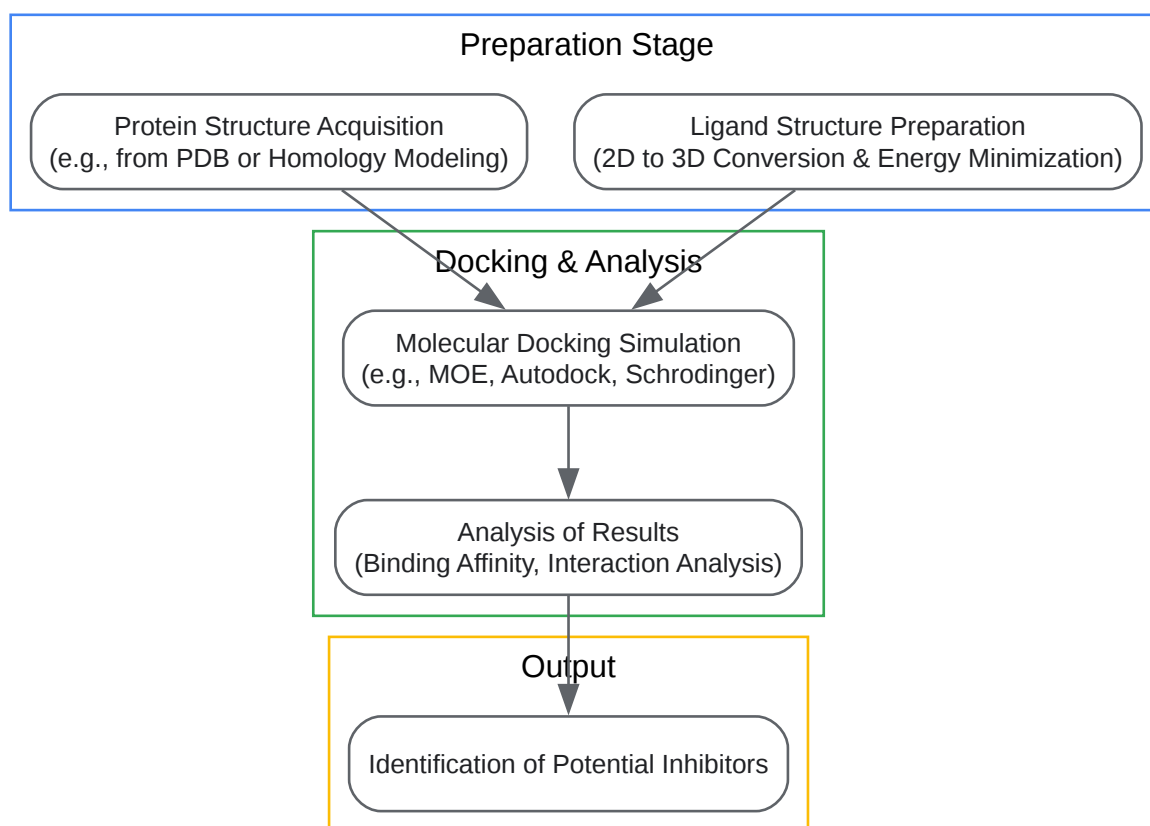 Preparation Stage
Protein Structure Acquisition
(e.g., from PDB or Homology Modeling)
Ligand Structure Preparation
(2D to 3D Conversion & Energy Minimization)
Docking & Analysis
Molecular Docking Simulation
(e.g., MOE, Autodock, Schrodinger)
Analysis of Results
(Binding Affinity, Interaction Analysis)
Output
Identification of Potential Inhibitors